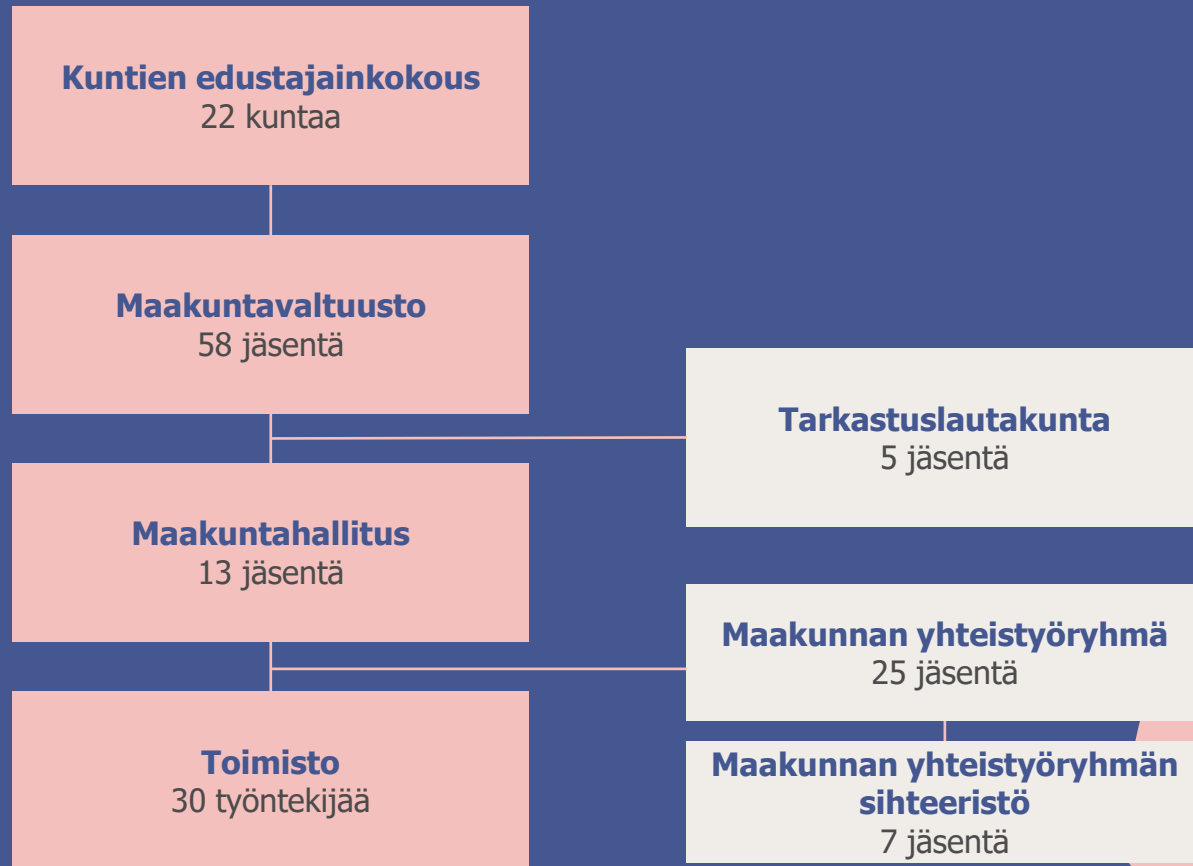 Kuntien edustajainkokous
22 kuntaa
Maakuntavaltuusto
58 jäsentä
Tarkastuslautakunta
5 jäsentä
Maakuntahallitus
13 jäsentä
Maakunnan yhteistyöryhmä
25 jäsentä
Toimisto
30 työntekijää
Maakunnan yhteistyöryhmän
sihteeristö
7 jäsentä